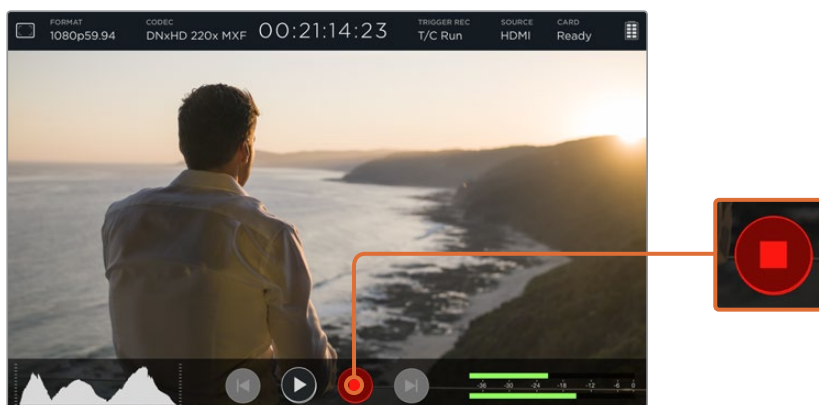 FORMAT
1080p59.94
CODEC
DNxHD 220x MXF
00:21:14:23
TRIGGER REC
T/C Run
SOURCE
HDMI
CARD
Ready
-36 -30 -24 -18 -12 -6 0